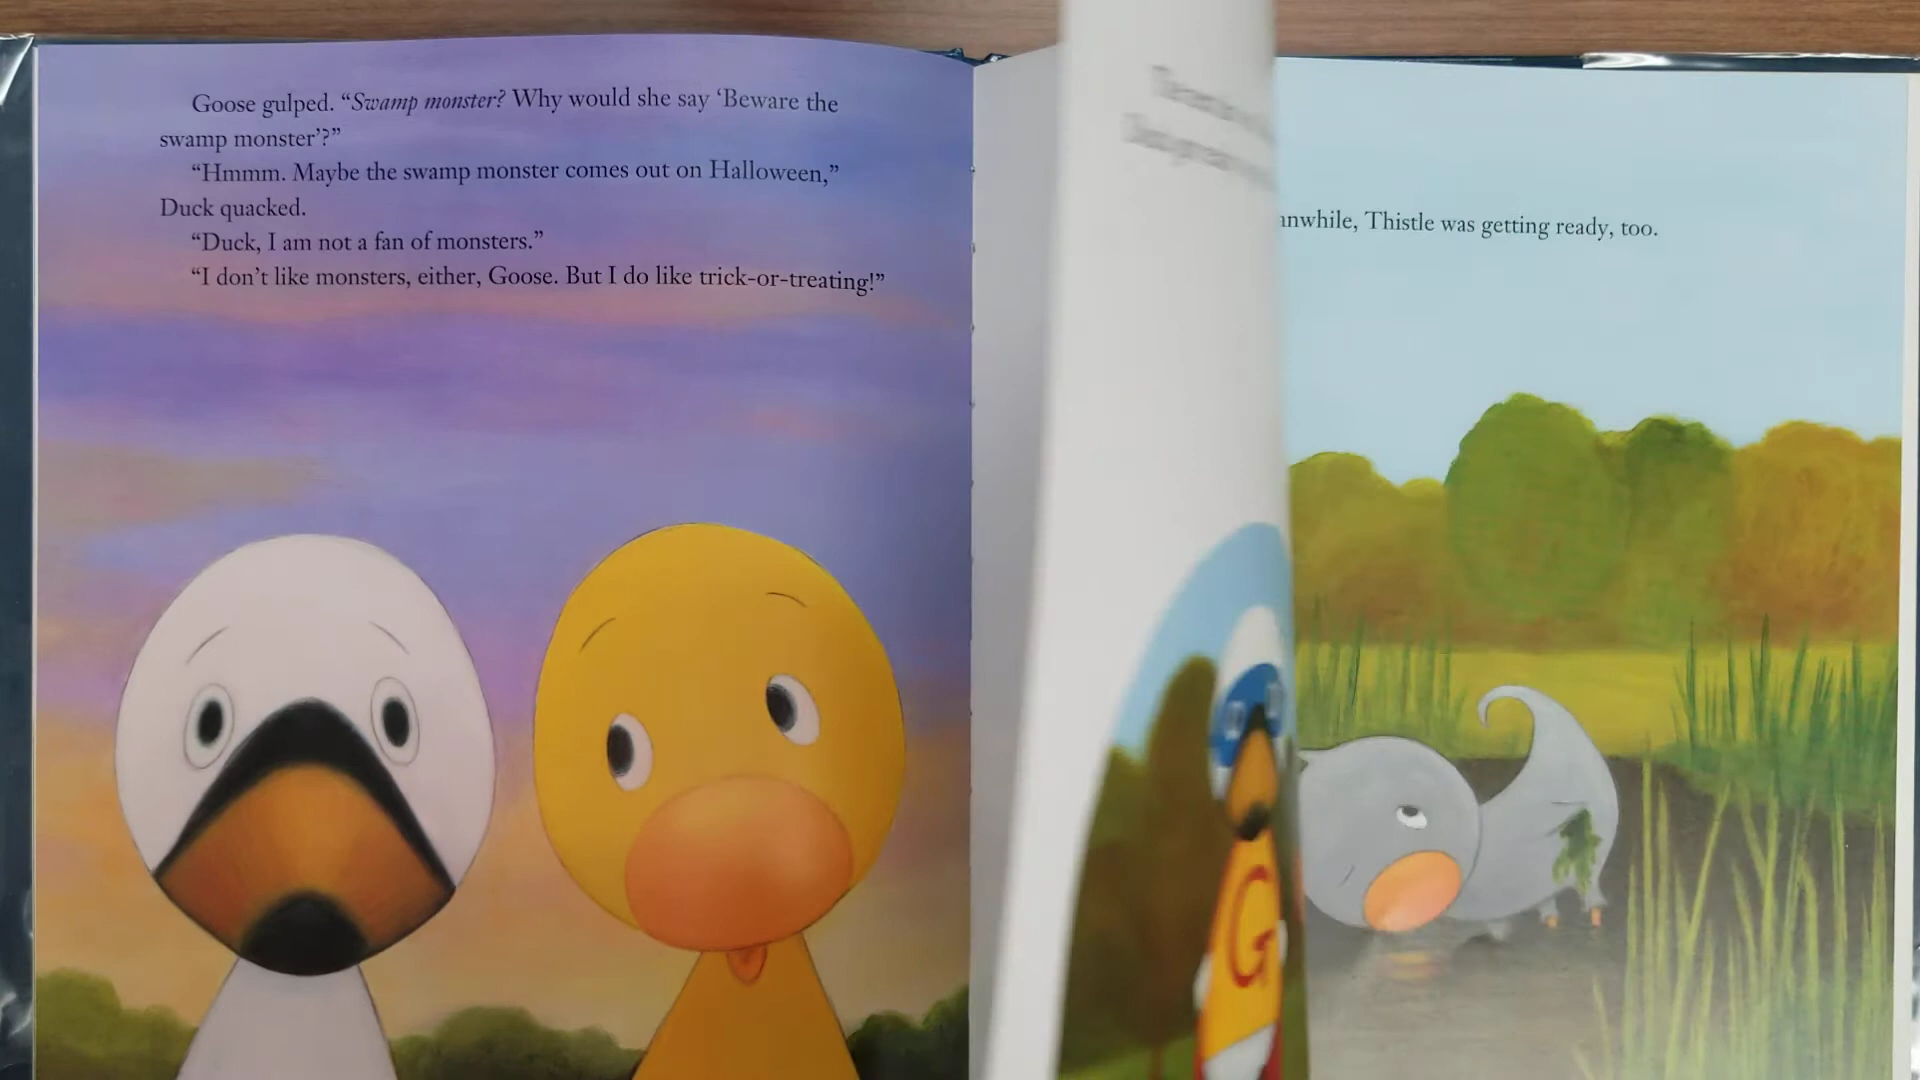 Goose gulped. “Swamp monster? Why would she say ‘Beware the
swamp monster’?”
“Hmmm. Maybe the swamp monster comes out on Halloween,”
Duck quacked.
“Duck, I am not a fan of monsters.”
“I don’t like monsters, either, Goose. But I do like trick-or-treating!”
anwhile, Thistle was getting ready, too.
G